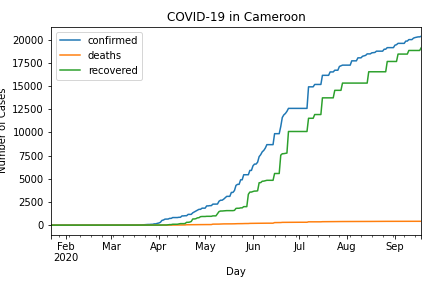 COVID-19 in Cameroon
confirmed
deaths
recovered
Number of Cases
20000
17500
15000
12500
10000
7500
5000
2500
0
Feb Mar Apr May Jun Jul Aug Sep
2020
Day